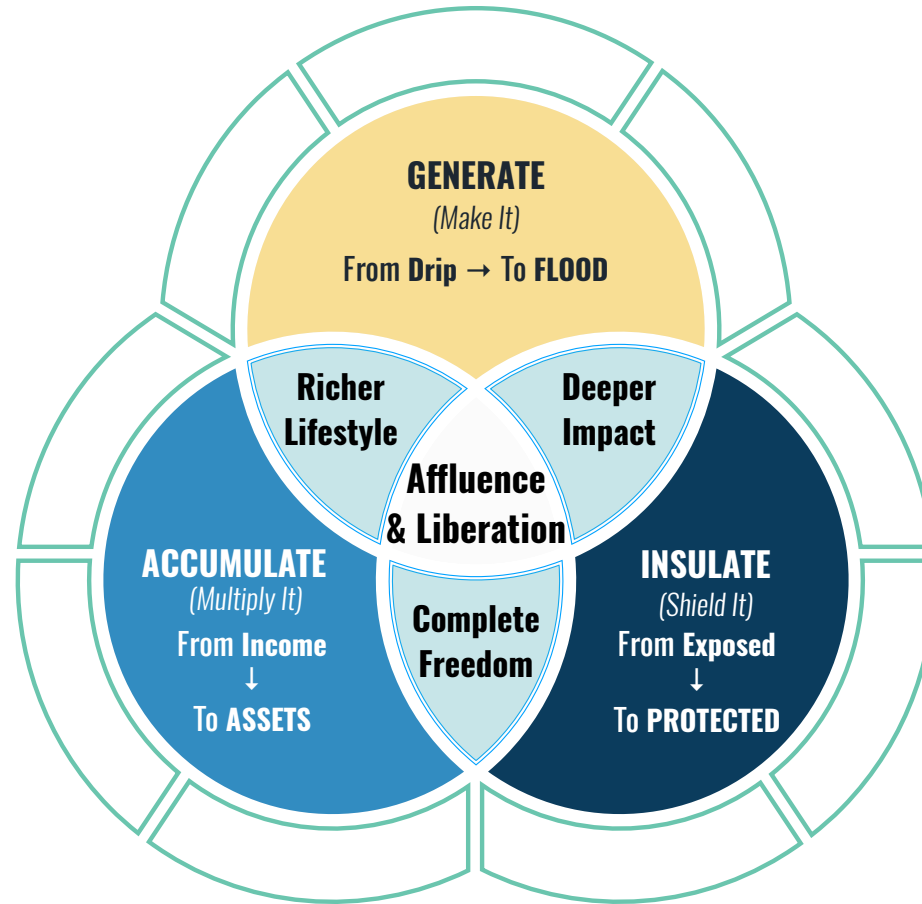 GENERATE
(Make It)
From Drip → To FLOOD
Richer
Lifestyle
Deeper
Impact
Affluence
& Liberation
ACCUMULATE
(Multiply It)
From Income
↓
To ASSETS
INSULATE
(Shield It)
From Exposed
↓
To PROTECTED
Complete
Freedom